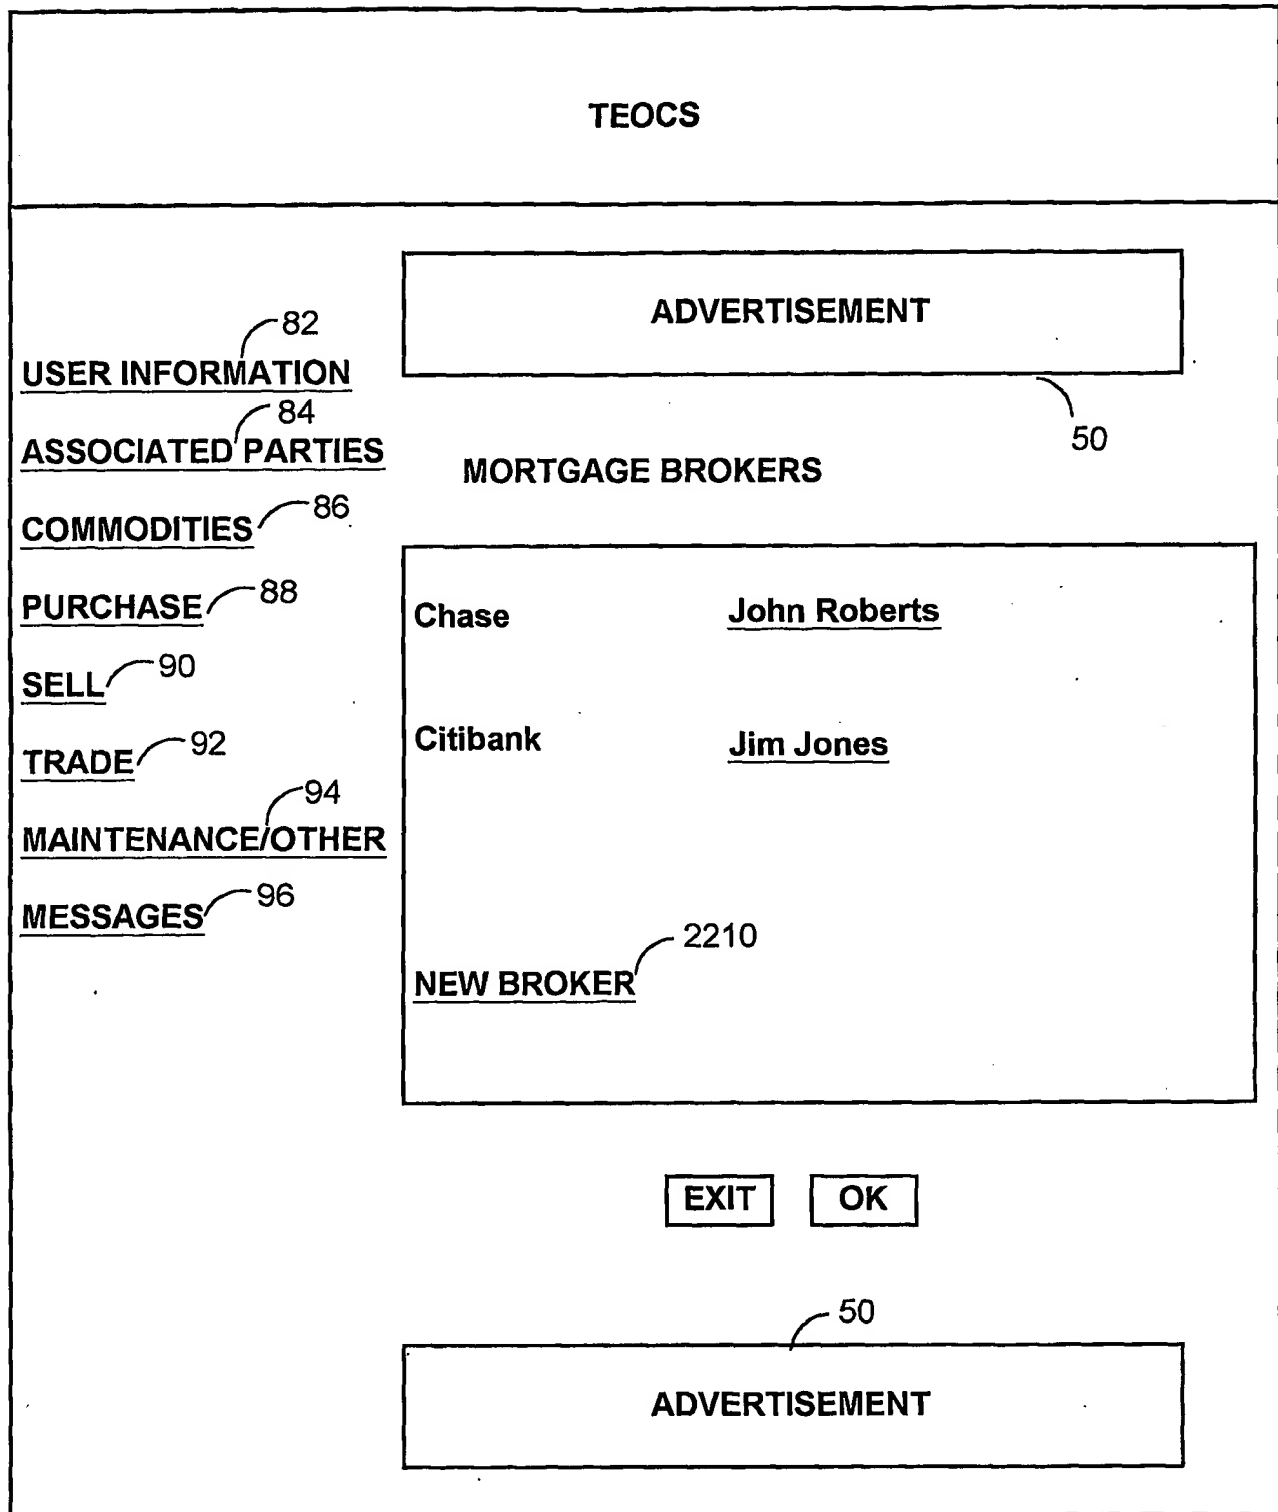 TEOCS
ADVERTISEMENT
50
82
USER INFORMATION
84
ASSOCIATED PARTIES
86
COMMODITIES
88
PURCHASE
90
SELL
92
TRADE
94
MAINTENANCE/OTHER
96
MESSAGES
MORTGAGE BROKERS
Chase John Roberts
Citibank Jim Jones
2210
NEW BROKER
EXIT OK
50
ADVERTISEMENT